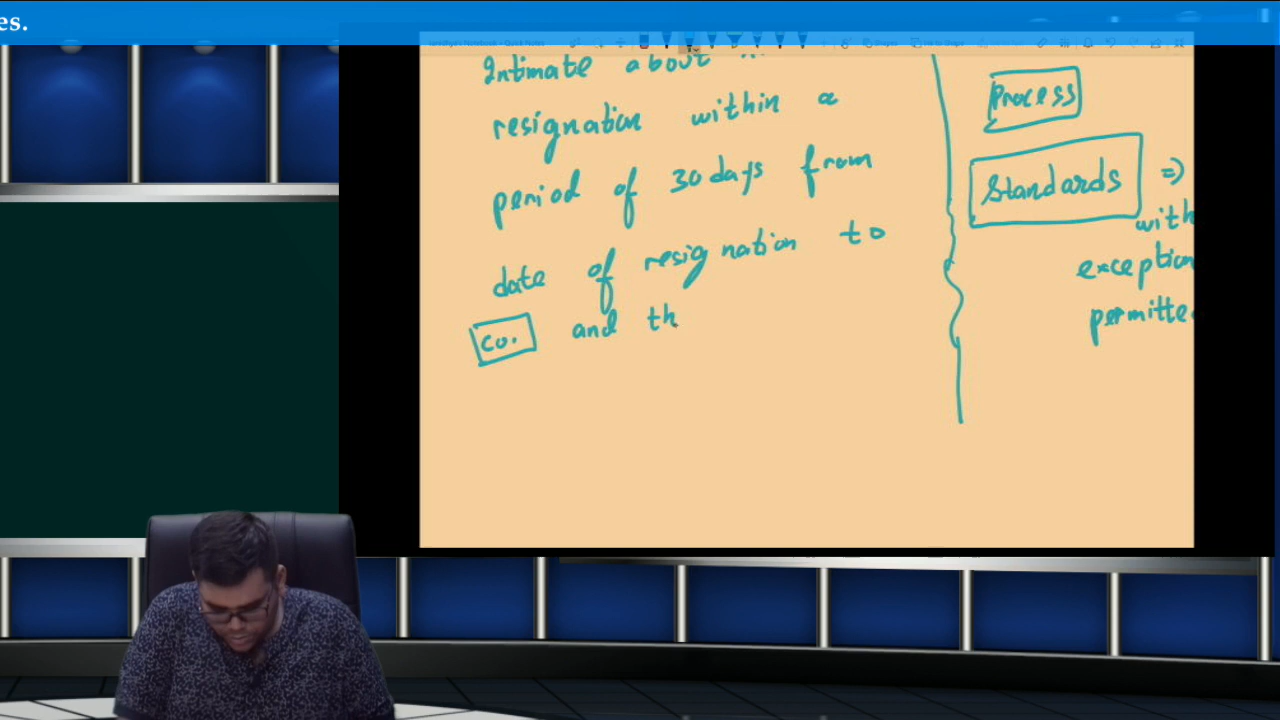 es.
Intimate about
resignation within a
period of 30 days from
date of resignation to
co. and th
Process
Standards ⇒
with
exception
permitte